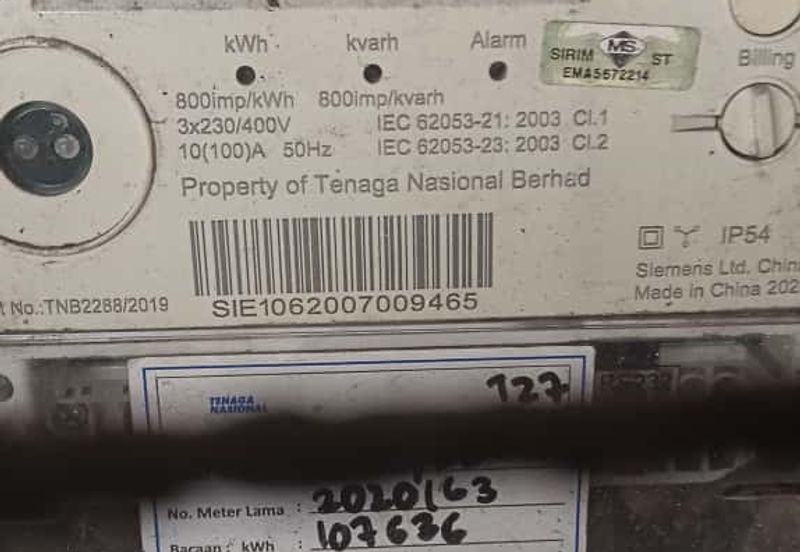 kWh kvarh Alarm
SIRIM MS ST
EMA5672214
Billing
800imp/kWh 800imp/kvarh
3x230/400V IEC 62053-21: 2003 Cl.1
10(100)A 50Hz IEC 62053-23: 2003 Cl.2
Property of Tenaga Nasional Berhad
IP54
Siemens Ltd.
Made in China
No.:TNB2288/2019
SIE1062007009465
127
TENAGA
NASIONAL
No. Meter Lama : 2020163
Bacaan : kWh : 107636